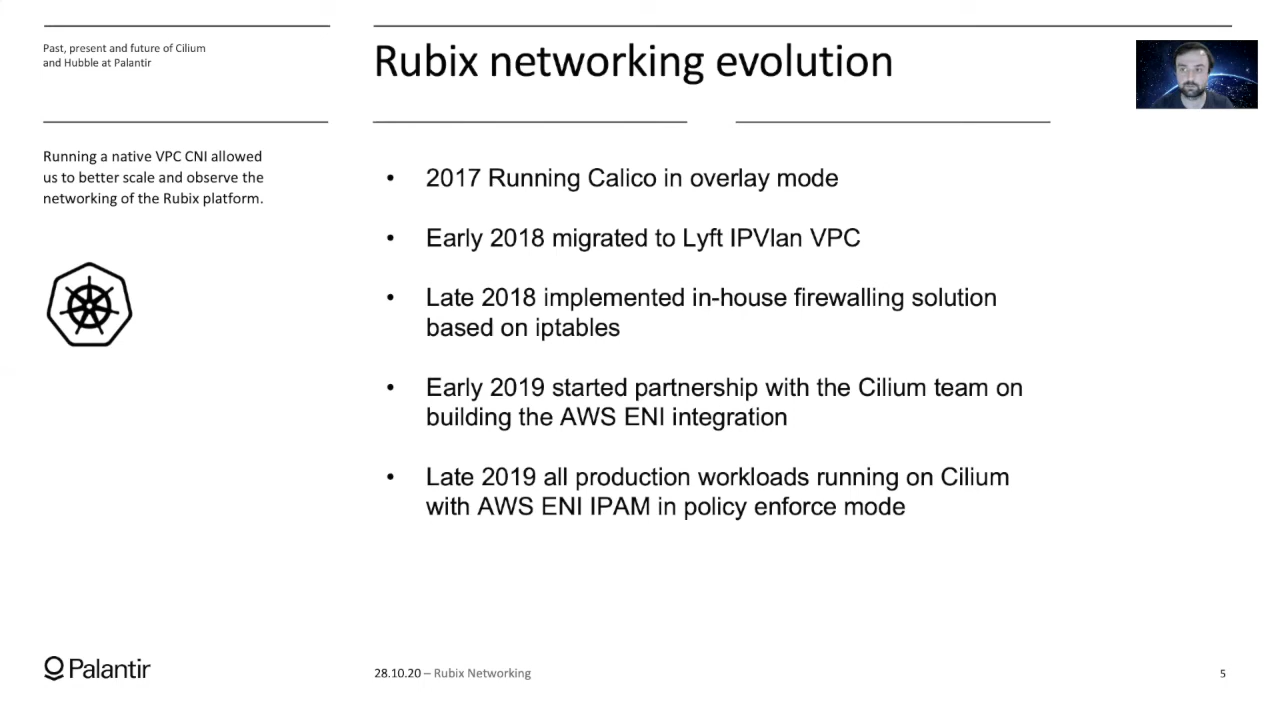 Past, present and future of Cilium
and Hubble at Palantir
Rubix networking evolution
Running a native VPC CNI allowed
us to better scale and observe the
networking of the Rubix platform.
• 2017 Running Calico in overlay mode
• Early 2018 migrated to Lyft IPVlan VPC
• Late 2018 implemented in-house firewalling solution
based on iptables
• Early 2019 started partnership with the Cilium team on
building the AWS ENI integration
• Late 2019 all production workloads running on Cilium
with AWS ENI IPAM in policy enforce mode
Palantir
28.10.20 – Rubix Networking
5